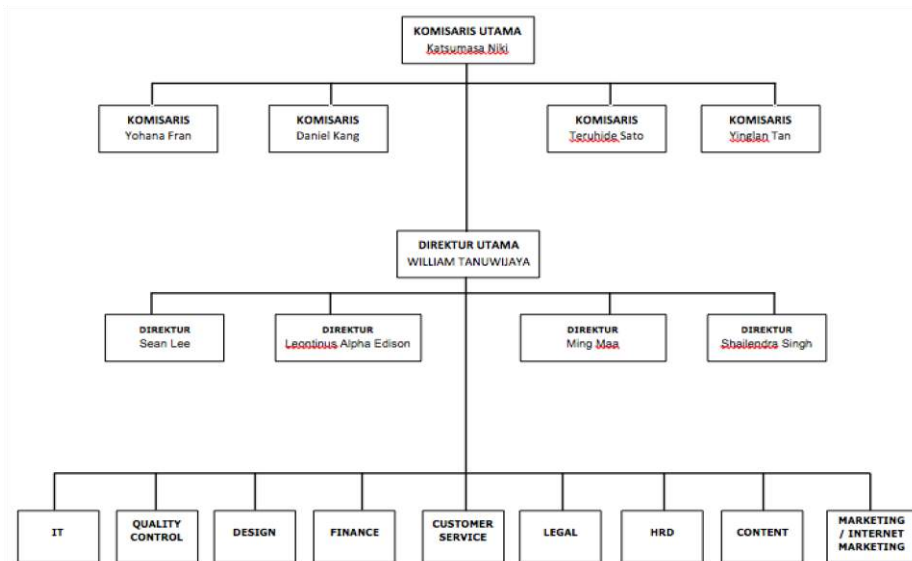 KOMISARIS UTAMA
Katsumasa Niki
KOMISARIS
Yohana Fran
KOMISARIS
Daniel Kang
KOMISARIS
Teruhide Sato
KOMISARIS
Yinglan Tan
DIREKTUR UTAMA
WILLIAM TANUWIJAYA
DIREKTUR
Sean Lee
DIREKTUR
Leontinus Alpha Edison
DIREKTUR
Ming Maa
DIREKTUR
Shailendra Singh
IT
QUALITY
CONTROL
DESIGN
FINANCE
CUSTOMER
SERVICE
LEGAL
HRD
CONTENT
MARKETING
/ INTERNET
MARKETING